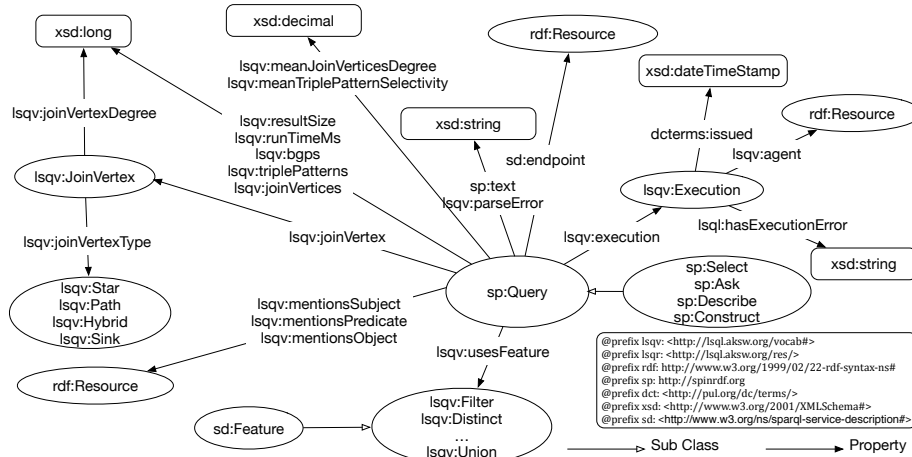 xsd:long
xsd:decimal
rdf:Resource
lsqv:meanJoinVerticesDegree
lsqv:meanTriplePatternSelectivity
xsd:dateTimeStamp
rdf:Resource
lsqv:joinVertexDegree
lsqv:resultSize
lsqv:runTimeMs
lsqv:bgps
lsqv:triplePatterns
lsqv:joinVertices
xsd:string
sd:endpoint
dcterms:issued
lsqv:agent
lsqv:JoinVertex
sp:text
lsqv:parseError
lsqv:Execution
lsqv:joinVertexType
lsqv:joinVertex
lsqv:execution
lsql:hasExecutionError
xsd:string
lsqv:Star
lsqv:Path
lsqv:Hybrid
lsqv:Sink
sp:Query
sp:Select
sp:Ask
sp:Describe
sp:Construct
lsqv:mentionsSubject
lsqv:mentionsPredicate
lsqv:mentionsObject
lsqv:usesFeature
rdf:Resource
@prefix lsqv: <http://lsql.aksw.org/vocab#>
@prefix lsqr: <http://lsql.aksw.org/res/>
@prefix rdf: http://www.w3.org/1999/02/22-rdf-syntax-ns#
@prefix sp: http://spinrdf.org
@prefix dct: <http://pul.org/dc/terms/>
@prefix xsd: <http://www.w3.org/2001/XMLSchema#>
@prefix sd: <http://www.w3.org/ns/sparql-service-description#>
sd:Feature
lsqv:Filter
lsqv:Distinct
...
lsqv:Union
Sub Class
Property